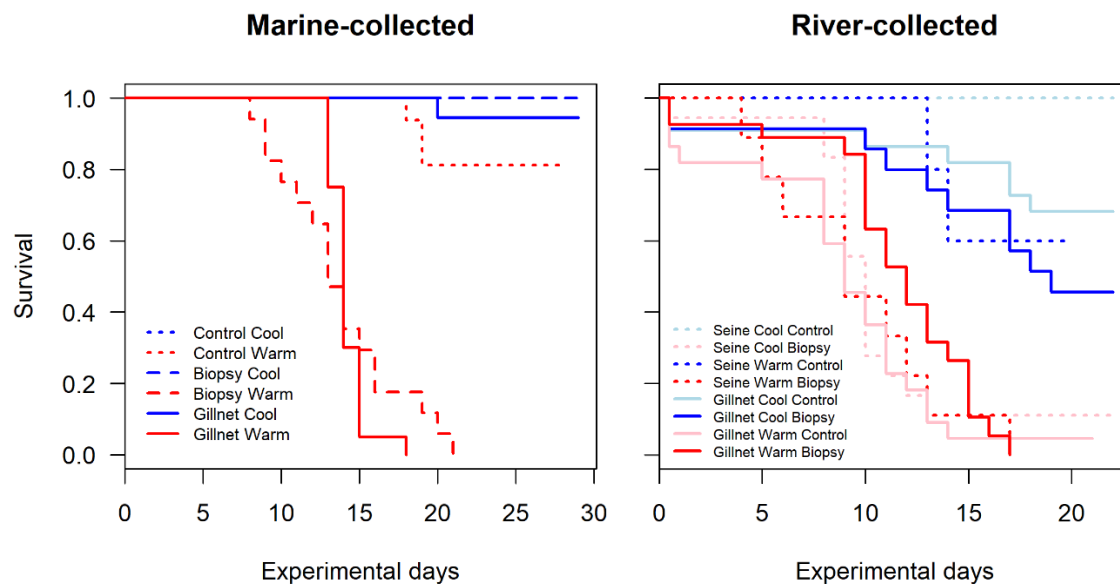 Marine-collected
River-collected
Survival
1.0
0.8
0.6
0.4
0.2
0.0
Control Cool
Control Warm
Biopsy Cool
Biopsy Warm
Gillnet Cool
Gillnet Warm
0 5 10 15 20 25 30
Experimental days
Seine Cool Control
Seine Cool Biopsy
Seine Warm Control
Seine Warm Biopsy
Gillnet Cool Control
Gillnet Cool Biopsy
Gillnet Warm Control
Gillnet Warm Biopsy
0 5 10 15 20
Experimental days